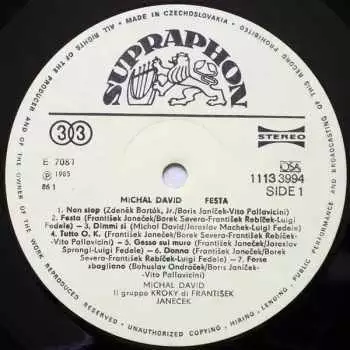 • MADE IN CZECHOSLOVAKIA •
ALL RIGHTS OF THE PRODUCER AND OF THE OWNER OF THE WORK REPRODUCED RESERVED
UNAUTHORIZED COPYING • HIRING • LENDING • PUBLIC PERFORMANCE AND BROADCASTING OF THIS RECORD PROHIBITED
SUPRAPHON
33
STEREO
E 7081
℗ 1985
86 1
OSA
1113 3994
SIDE 1
MICHAL DAVID FESTA
1. Non stop (Zdeněk Barták, Jr./Boris Janíček-Vito Pallavicini)
2. Festa (František Janeček/Borek Severa-František Řebíček-Luigi
Fedele) - 3. Dimmi si (Michal David/Jaroslav Machek-Luigi Fedele)
4. Tutto O. K. (František Janeček/Borek Severa-František Řebíček-
-Vito Pallavicini) - 5. Gesso sul muro (František Janeček/Jaroslav
Sprongl-Luigi Fedele) - 6. Donna (František Janeček/Borek
Severa-František Řebíček-Luigi Fedele) - 7. Forse
sbagliano (Bohuslav Ondráček/Boris Janíček-
-Vito Pallavicini)
MICHAL DAVID
Il gruppo KROKY di FRANTIŠEK
JANEČEK